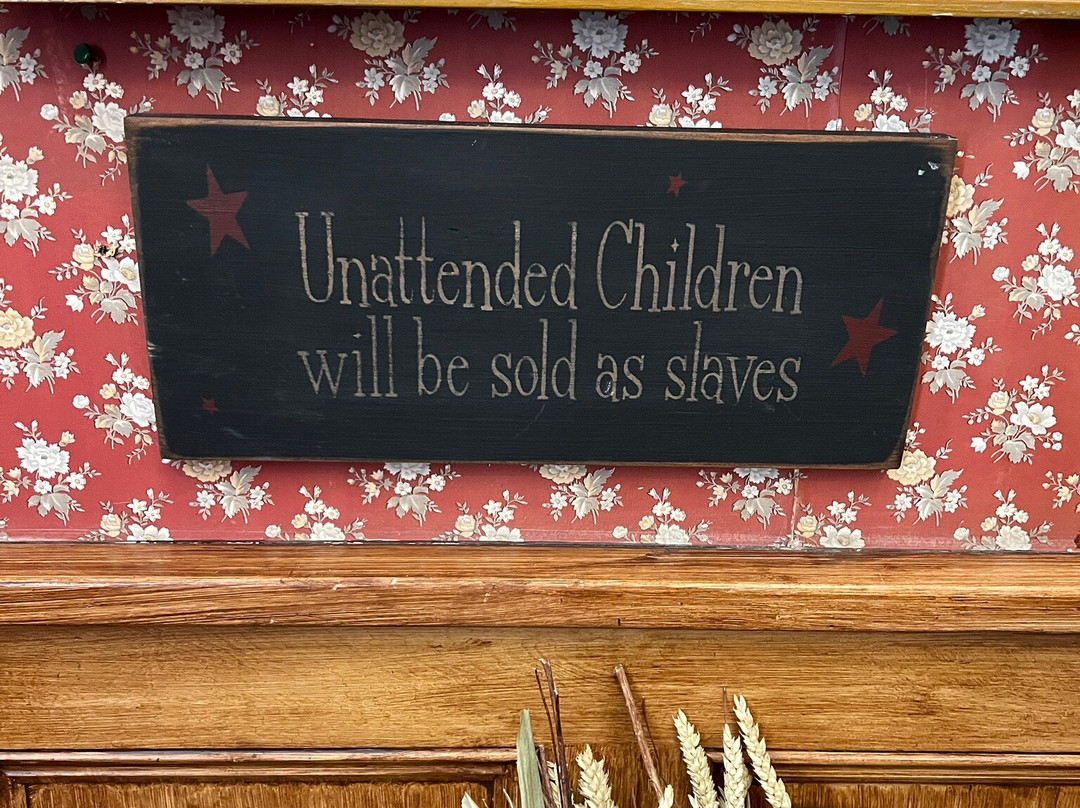 Unattended Children
will be sold as slaves